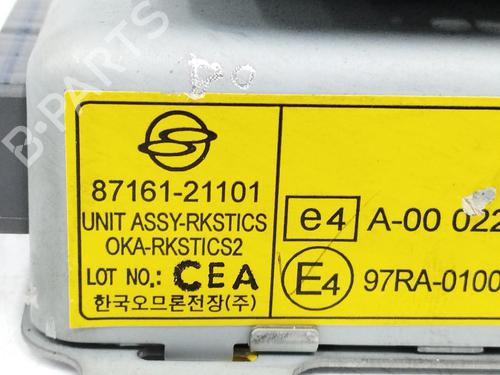 B-PARTS
87161-21101
UNIT ASSY-RKSTICS
OKA-RKSTICS2
LOT NO.: CEA
한국오므론전장(주)
e4 A-00 022
E4 97RA-0100